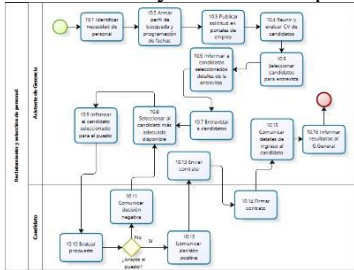 Reclutamiento y selección de personal
Asistente de Gerencia
Candidato
10.1 Identificar
necesidad de
personal
10.2 Armar
perfil de
búsqueda y
programación
de fechas
10.3 Publicar
solicitud en
portales de
empleo
10.4 Reunir y
evaluar CV de
candidatos
10.5
Seleccionar
candidatos
para entrevista
10.6 Informar a
candidatos
seleccionados
detalles de la
entrevista
10.7 Entrevistar
a candidatos
10.8
Seleccionar al
candidato más
adecuado
disponible
10.9 Informar
al candidato
seleccionado
para el puesto
10.10 Evaluar
propuesta
¿Acepta el
puesto?
No
Si
10.11
Comunicar
decisión
negativa
10.12
Comunicar
decisión
positiva
10.13 Enviar
contrato
10.14 Firmar
contrato
10.15
Comunicar
detalles de
ingreso al
candidato
10.16 Informar
resultados al
G.General